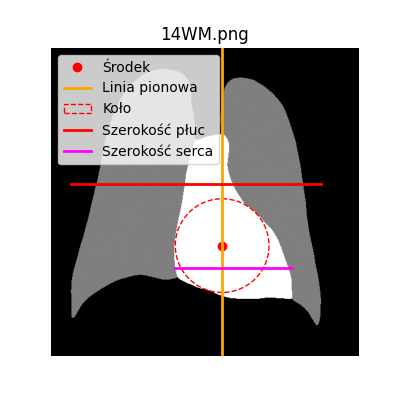 14WM.png
Środek
Linia pionowa
Koło
Szerokość płuc
Szerokość serca